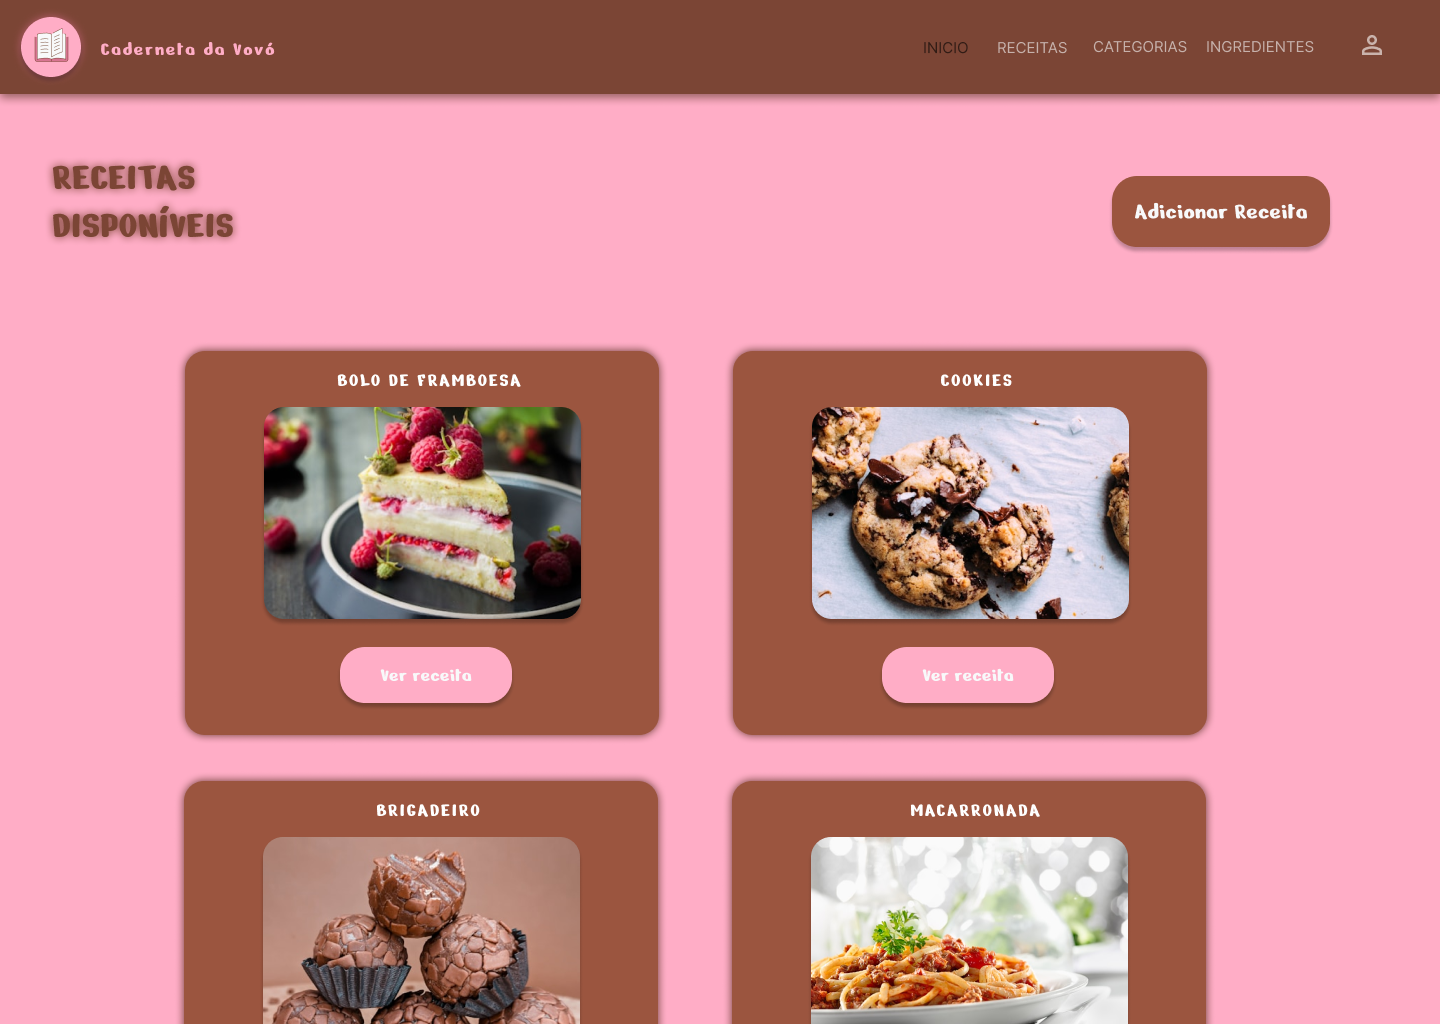 Caderneta da Vovó
INICIO
RECEITAS
CATEGORIAS
INGREDIENTES
RECEITAS
DISPONÍVEIS
Adicionar Receita
BOLO DE FRAMBOESA
COOKIES
Ver receita
Ver receita
BRIGADEIRO
MACARRONADA